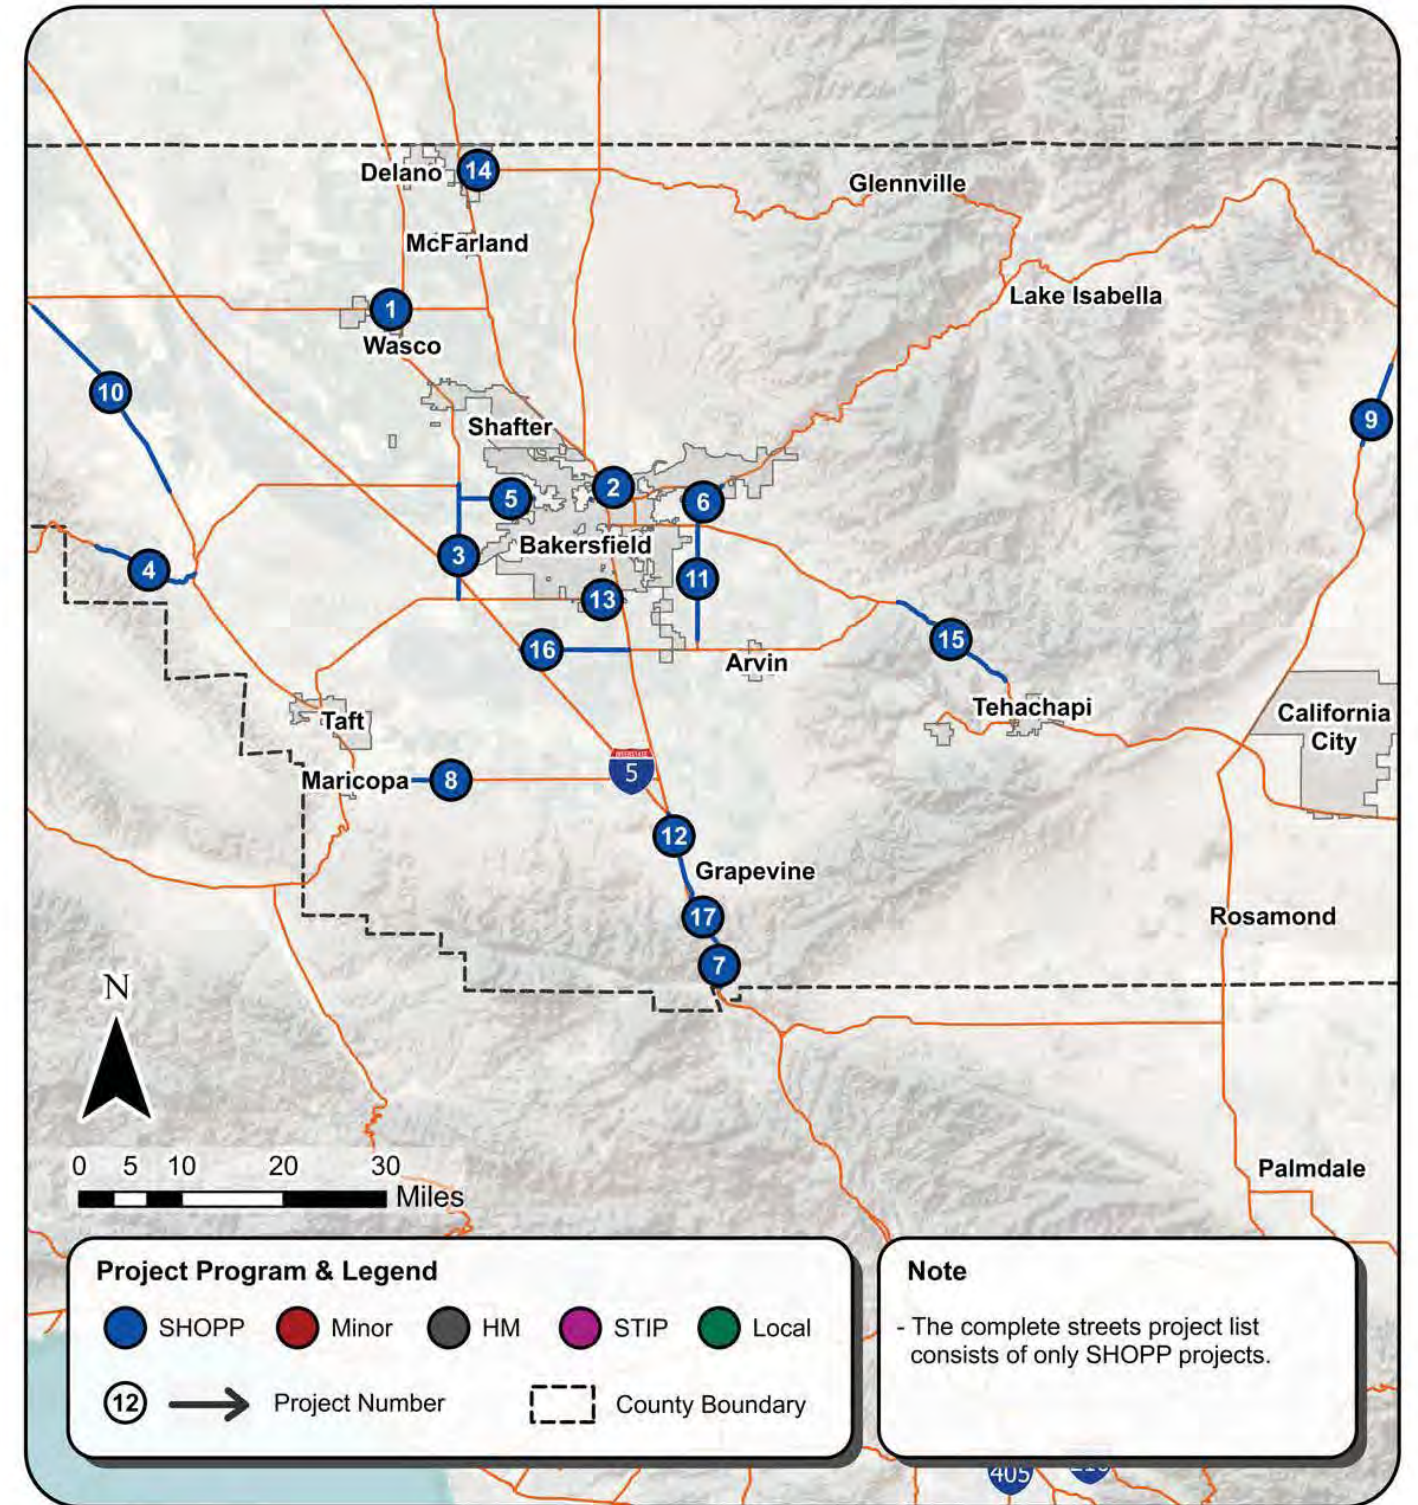 Delano
14
Glennville
McFarland
Lake Isabella
1
Wasco
10
9
Shafter
2
5
6
Bakersfield
3
4
11
13
15
16
Arvin
Tehachapi
California
City
Taft
INTERSTATE
5
Maricopa
8
12
Grapevine
17
Rosamond
7
N
0 5 10 20 30
Miles
Palmdale
Project Program & Legend
SHOPP Minor HM STIP Local
12 Project Number County Boundary
Note
- The complete streets project list
consists of only SHOPP projects.
405